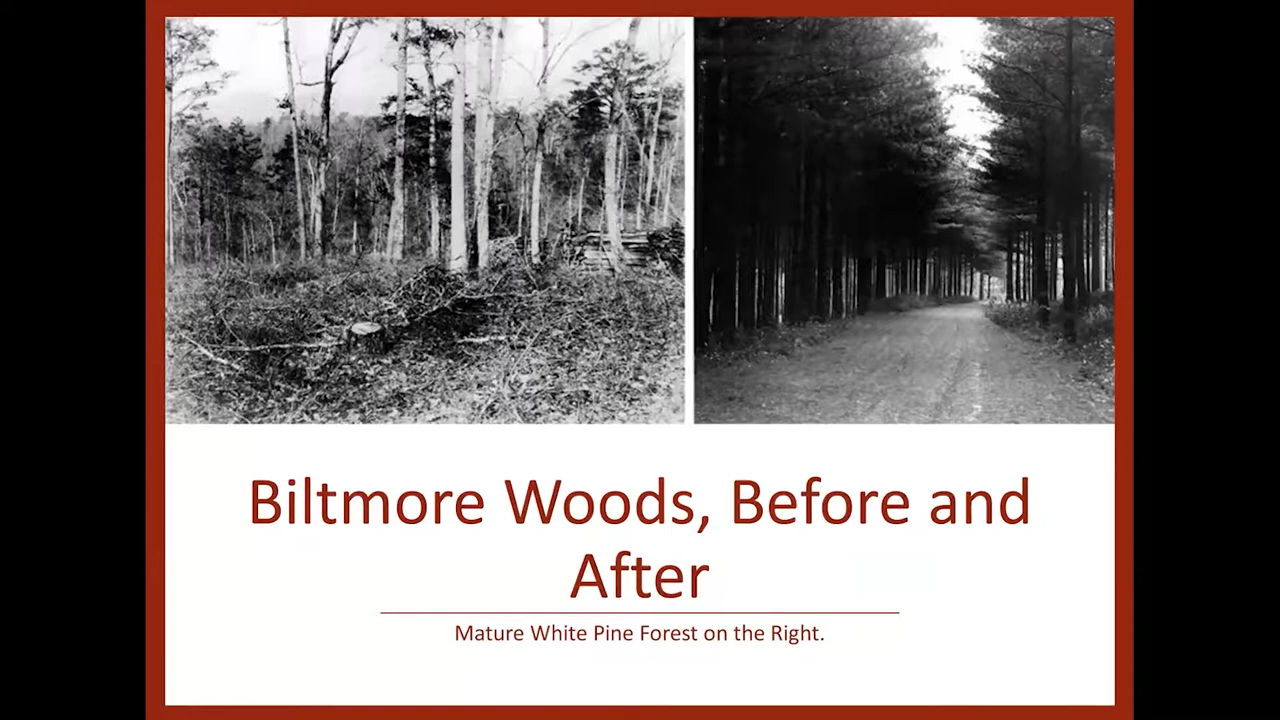 Biltmore Woods, Before and
After
Mature White Pine Forest on the Right.